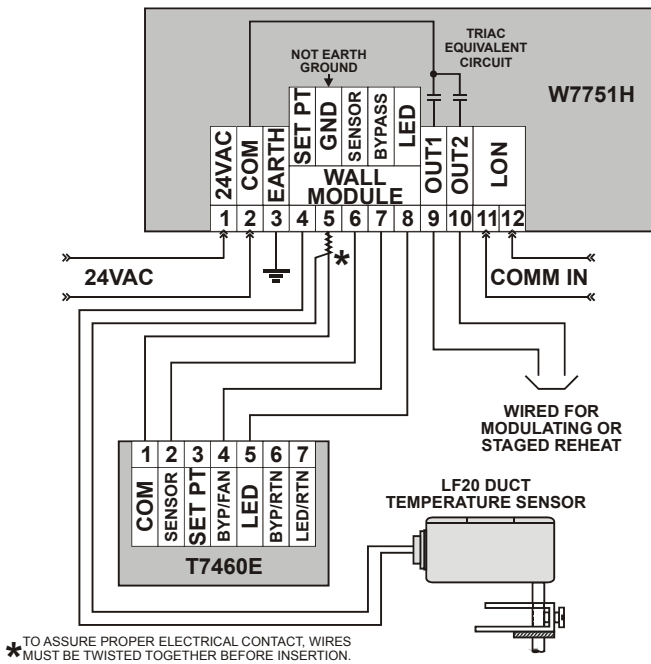 TRIAC
EQUIVALENT
CIRCUIT
NOT EARTH
GROUND
W7751H
24VAC
COM
EARTH
SET PT
GND
SENSOR
BYPASS
LED
WALL
MODULE
OUT1
OUT2
LON
1 2 3 4 5 6 7 8 9 10 11 12
*
24VAC
COMM IN
WIRED FOR
MODULATING OR
STAGED REHEAT
1 2 3 4 5 6 7
COM
SENSOR
SET PT
BYP/FAN
LED
BYP/RTN
LED/RTN
T7460E
LF20 DUCT
TEMPERATURE SENSOR
* TO ASSURE PROPER ELECTRICAL CONTACT, WIRES
MUST BE TWISTED TOGETHER BEFORE INSERTION.